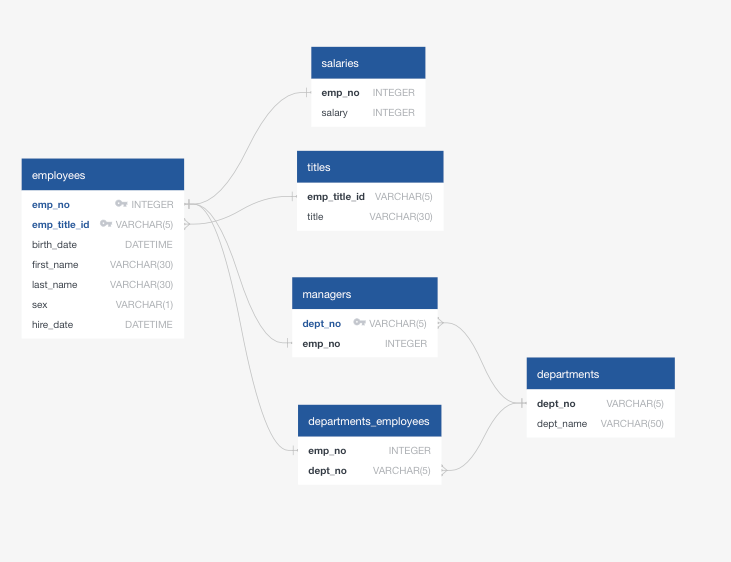 salaries
emp_no INTEGER
salary INTEGER
titles
emp_title_id VARCHAR(5)
title VARCHAR(30)
employees
emp_no INTEGER
emp_title_id VARCHAR(5)
birth_date DATETIME
first_name VARCHAR(30)
last_name VARCHAR(30)
sex VARCHAR(1)
hire_date DATETIME
managers
dept_no VARCHAR(5)
emp_no INTEGER
departments
dept_no VARCHAR(5)
dept_name VARCHAR(50)
departments_employees
emp_no INTEGER
dept_no VARCHAR(5)